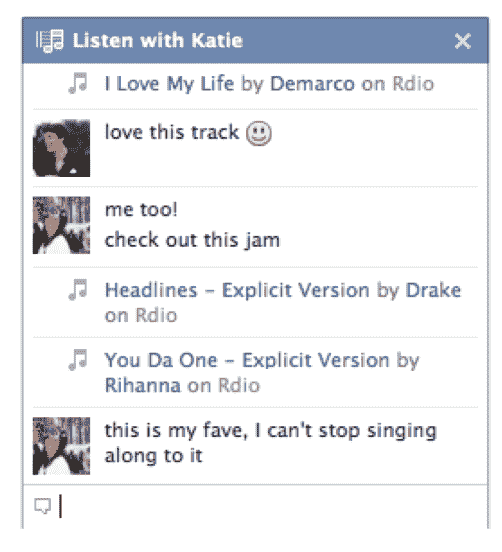 Listen with Katie
I Love My Life by Demarco on Rdio
love this track
me too!
check out this jam
Headlines – Explicit Version by Drake
on Rdio
You Da One – Explicit Version by
Rihanna on Rdio
this is my fave, I can't stop singing
along to it